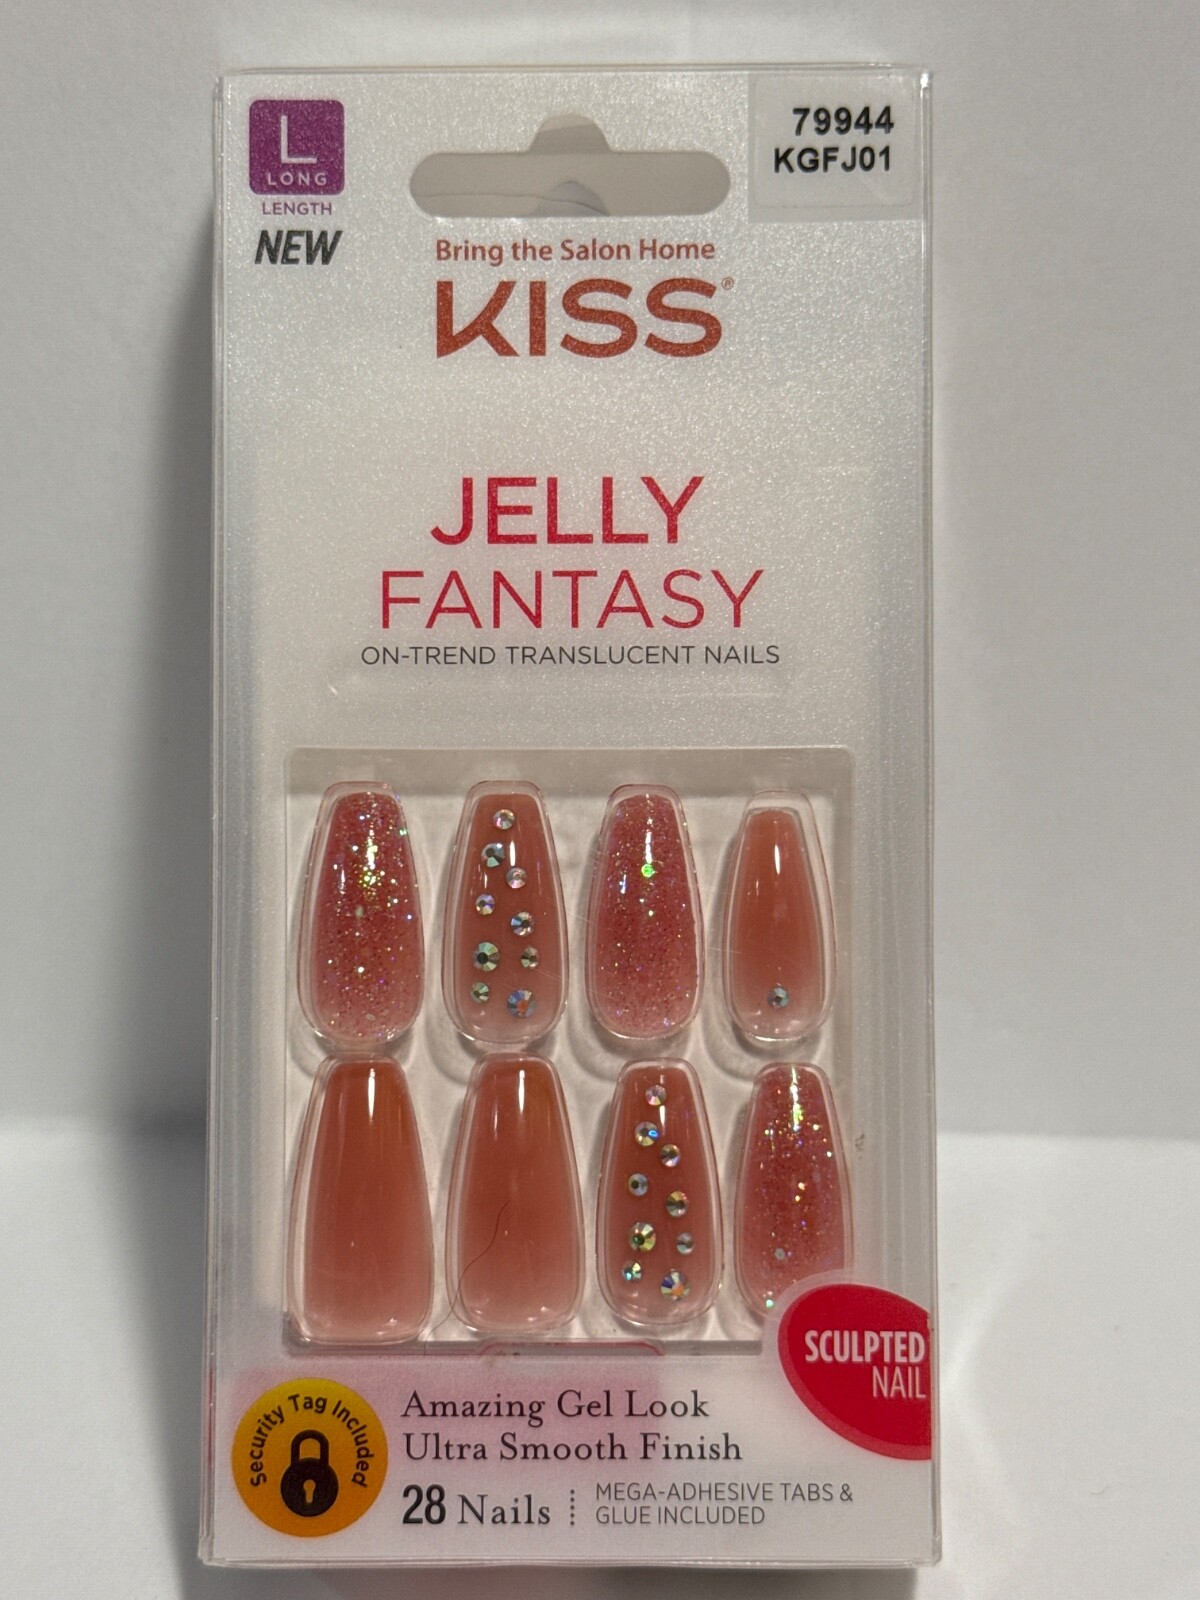 L
LONG
LENGTH
NEW
79944
KGFJ01
Bring the Salon Home
KISS®
JELLY
FANTASY
ON-TREND TRANSLUCENT NAILS
SCULPTED
NAIL
Security Tag Included
Amazing Gel Look
Ultra Smooth Finish
28 Nails
MEGA-ADHESIVE TABS &
GLUE INCLUDED